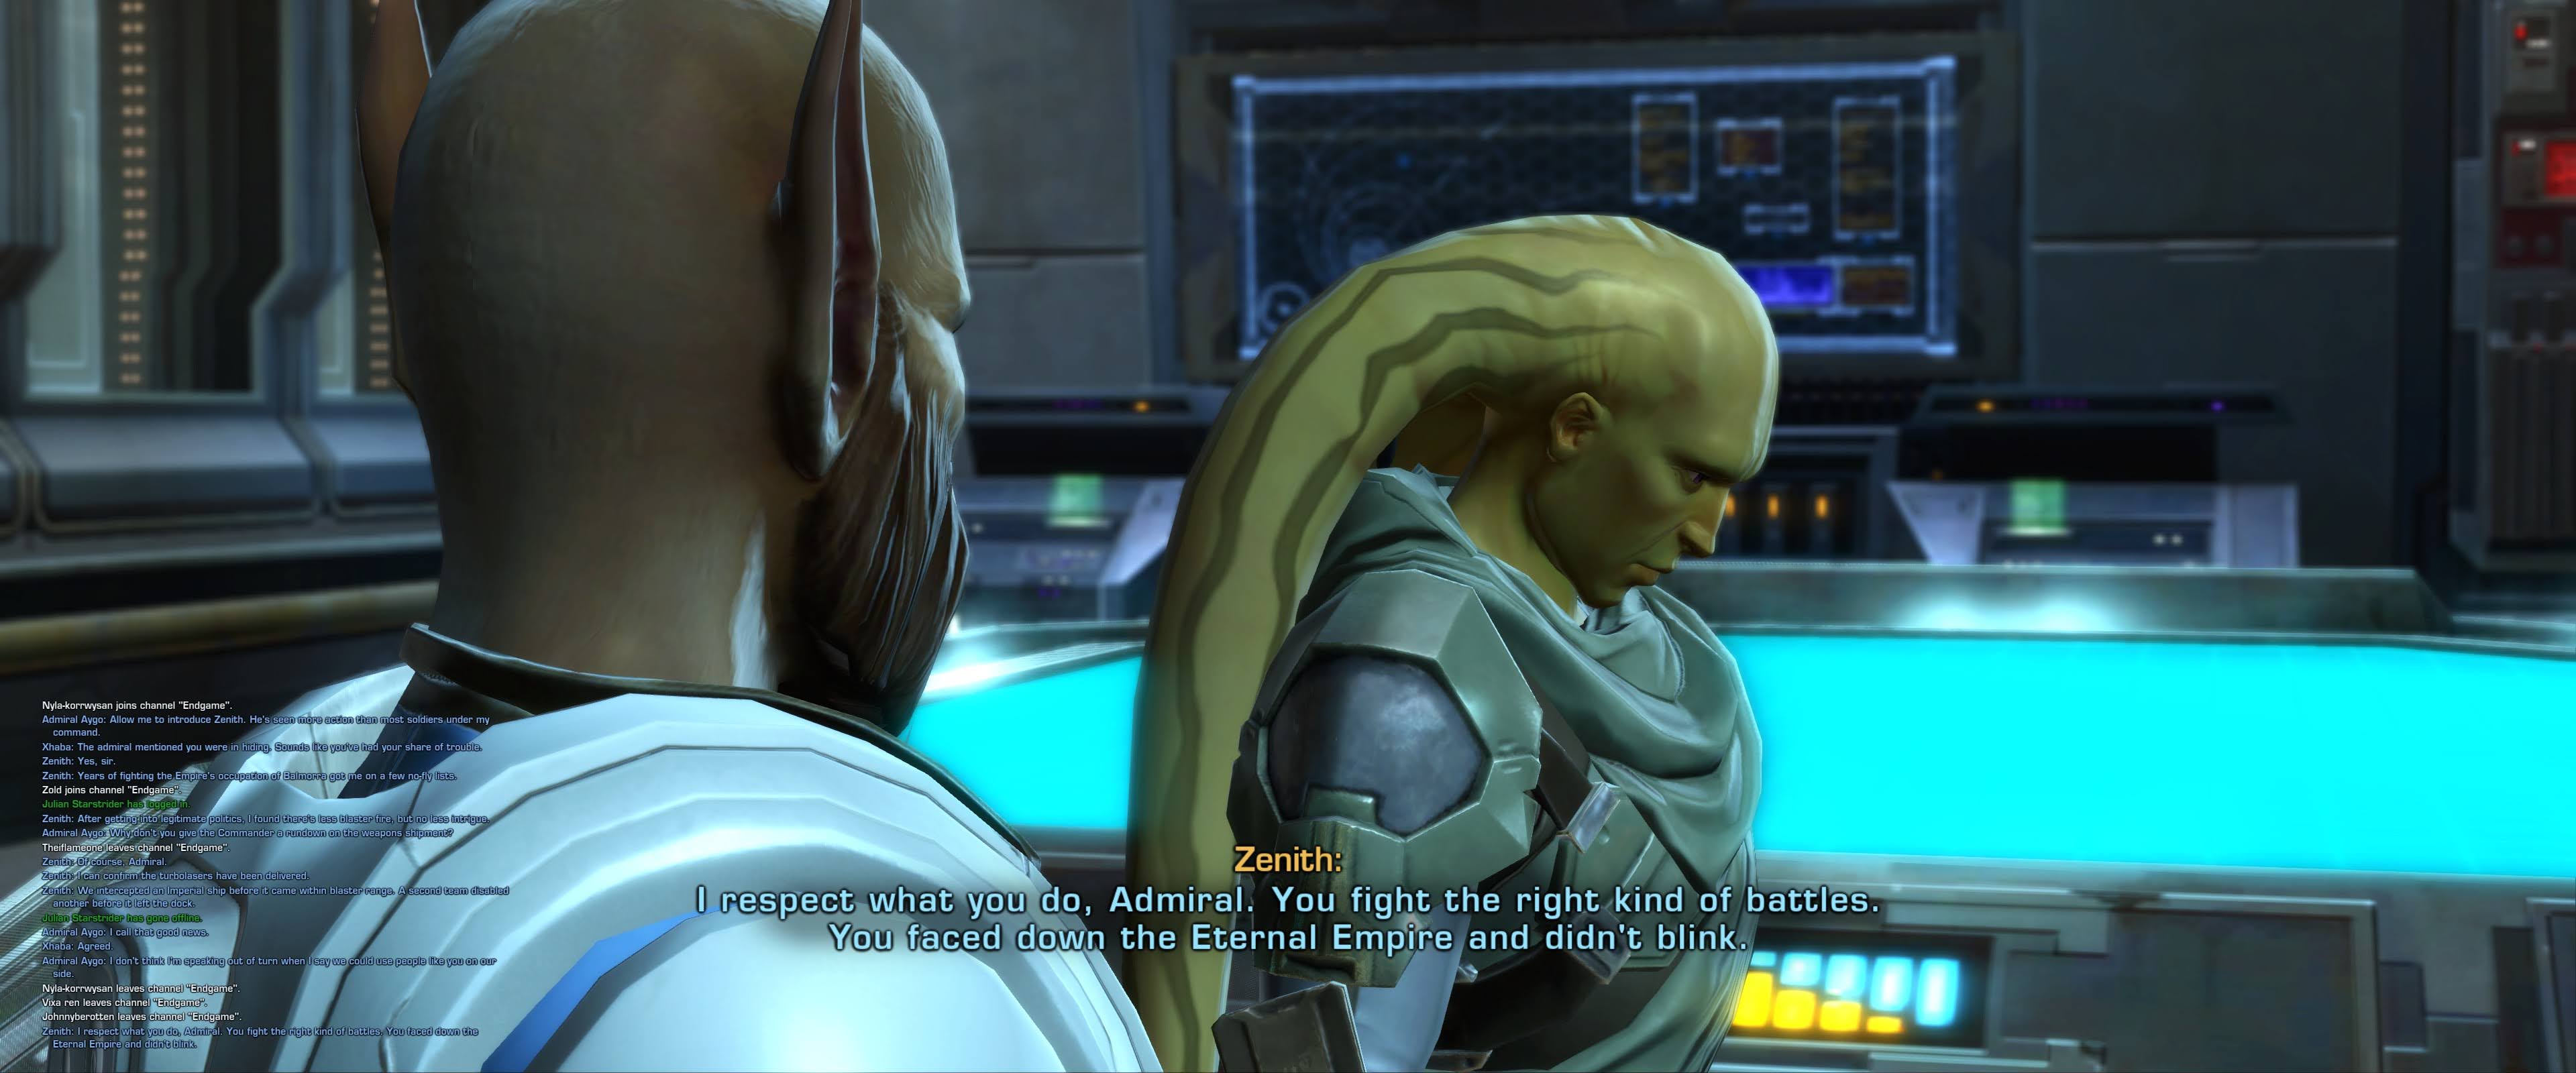 Nyla-korrwysan joins channel "Endgame".
Admiral Aygo: Allow me to introduce Zenith. He's seen more action than most soldiers under my
command.
Xhaba: The admiral mentioned you were in hiding. Sounds like you've had your share of trouble.
Zenith: Yes, sir.
Zenith: Years of fighting the Empire's occupation of Balmorra got me on a few no-fly lists.
Zold joins channel "Endgame".
Julian Starstrider has logged in.
Zenith: After getting into legitimate politics, I found there's less blaster fire, but no less intrigue.
Admiral Aygo: Why don't you give the Commander a rundown on the weapons shipment?
Theiflameone leaves channel "Endgame".
Zenith: Of course, Admiral.
Zenith: I can confirm the turbolasers have been delivered.
Zenith: We intercepted an Imperial ship before it came within blaster range. A second team disabled
another before it left the dock.
Julian Starstrider has gone offline.
Admiral Aygo: I call that good news.
Xhaba: Agreed.
Admiral Aygo: I don't think I'm speaking out of turn when I say we could use people like you on our
side.
Nyla-korrwysan leaves channel "Endgame".
Vixa ren leaves channel "Endgame".
Johnnyberotten leaves channel "Endgame".
Zenith: I respect what you do, Admiral. You fight the right kind of battles. You faced down the
Eternal Empire and didn't blink.
Zenith:
I respect what you do, Admiral. You fight the right kind of battles.
You faced down the Eternal Empire and didn't blink.